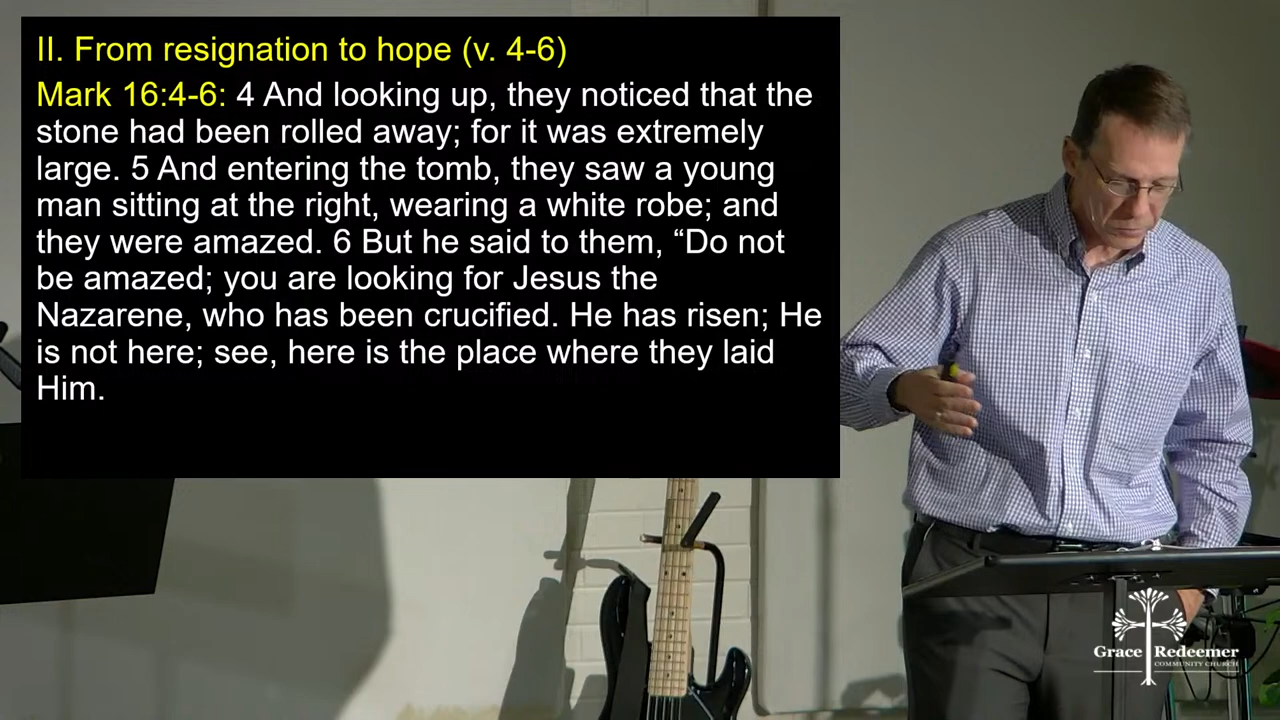 II. From resignation to hope (v. 4-6)
Mark 16:4-6: 4 And looking up, they noticed that the
stone had been rolled away; for it was extremely
large. 5 And entering the tomb, they saw a young
man sitting at the right, wearing a white robe; and
they were amazed. 6 But he said to them, “Do not
be amazed; you are looking for Jesus the
Nazarene, who has been crucified. He has risen; He
is not here; see, here is the place where they laid
Him.
Grace Redeemer
COMMUNITY CHURCH